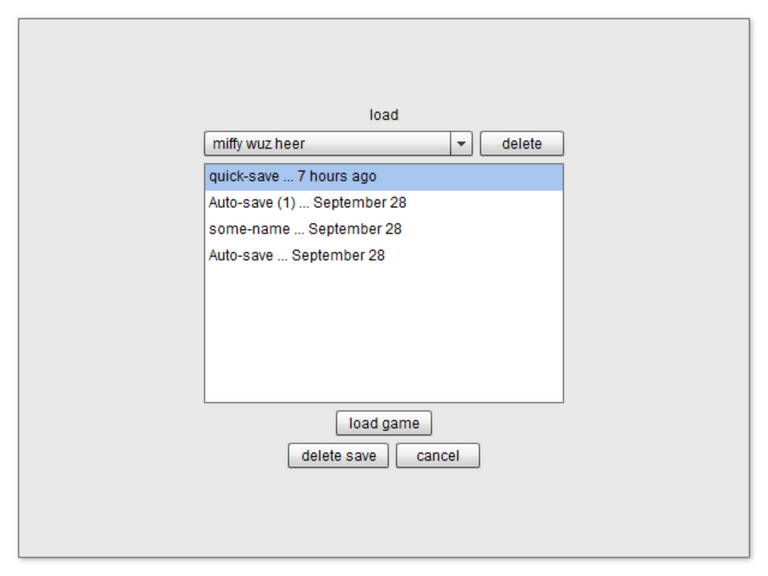 load
miffy wuz heer
delete
quick-save ... 7 hours ago
Auto-save (1) ... September 28
some-name ... September 28
Auto-save ... September 28
load game
delete save
cancel